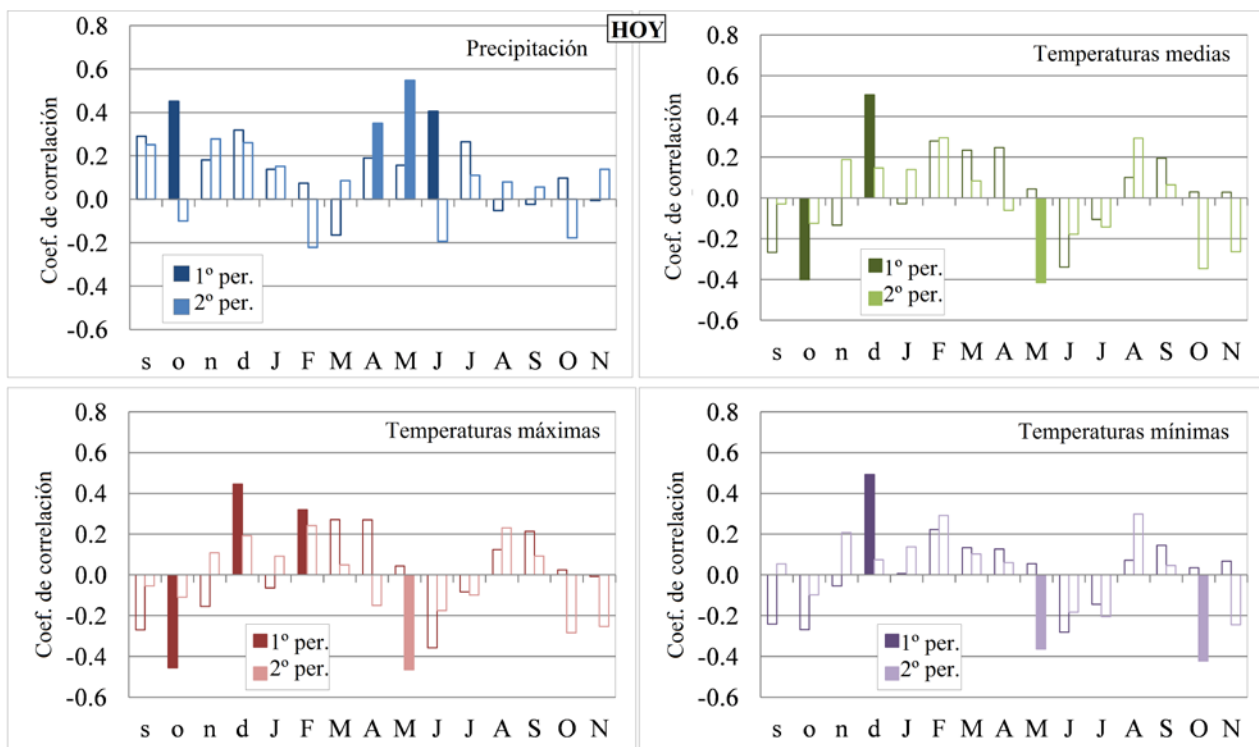 HOY
Precipitación
Coef. de correlación
0.8
0.6
0.4
0.2
0.0
-0.2
-0.4
-0.6
1º per.
2º per.
s o n d J F M A M J J A S O N
Temperaturas medias
Coef. de correlación
0.8
0.6
0.4
0.2
0.0
-0.2
-0.4
-0.6
1º per.
2º per.
s o n d J F M A M J J A S O N
Temperaturas máximas
Coef. de correlación
0.8
0.6
0.4
0.2
0.0
-0.2
-0.4
-0.6
1º per.
2º per.
s o n d J F M A M J J A S O N
Temperaturas mínimas
Coef. de correlación
0.8
0.6
0.4
0.2
0.0
-0.2
-0.4
-0.6
1º per.
2º per.
s o n d J F M A M J J A S O N